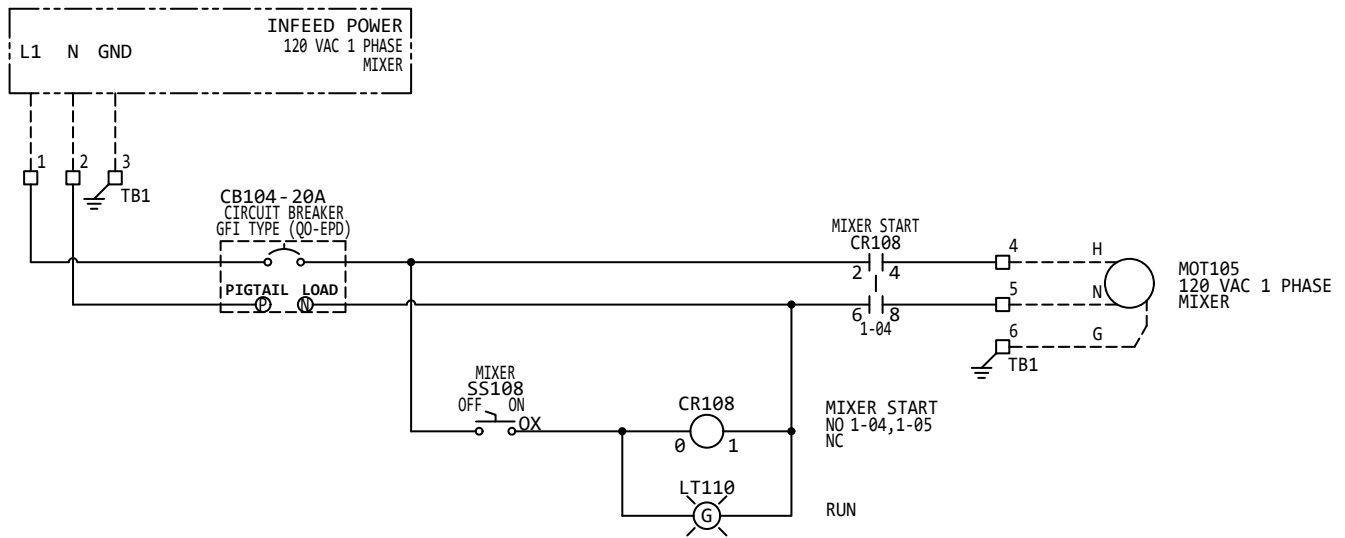 INFEED POWER
120 VAC 1 PHASE
MIXER
L1 N GND
1 2 3
TB1
CB104-20A
CIRCUIT BREAKER
GFI TYPE (QO-EPD)
PIGTAIL LOAD
P N
MIXER START
CR108
2 4
6 8
1-04
4
H
5
N
6
G
TB1
MOT105
120 VAC 1 PHASE
MIXER
MIXER
SS108
OFF ON
OX
CR108
0 1
MIXER START
NO 1-04,1-05
NC
LT110
G
RUN